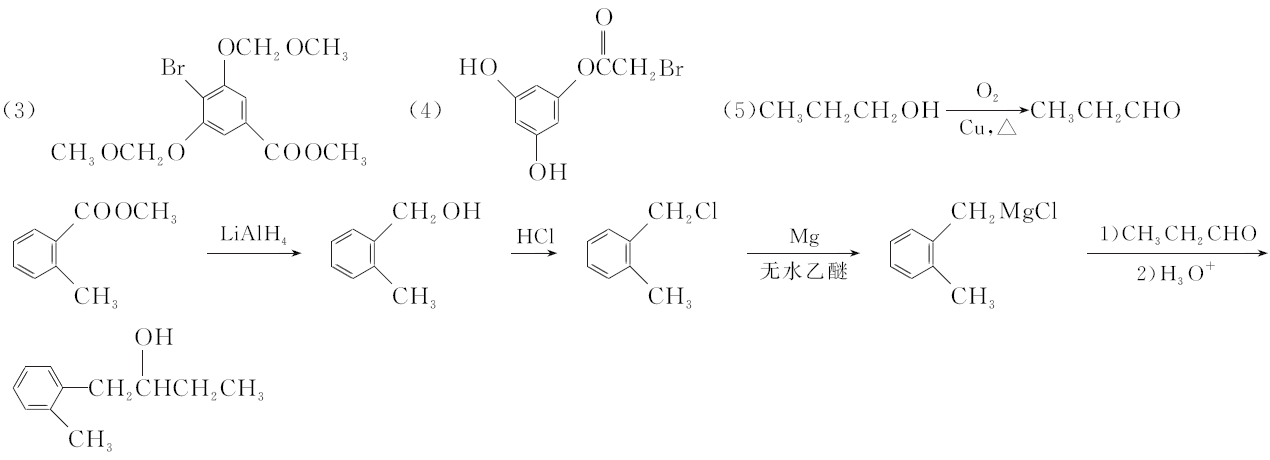 (3) Br OCH₂OCH₃ CH₃OCH₂O COOCH₃
(4) HO O OCCH₂Br OH
(5)CH₃CH₂CH₂OH O₂ Cu,△ CH₃CH₂CHO
COOCH₃ CH₃ LiAlH₄ CH₂OH CH₃ HCl CH₂Cl CH₃ Mg 无水乙醚 CH₂MgCl CH₃ 1)CH₃CH₂CHO 2)H₃O⁺
OH
CH₂CHCH₂CH₃
CH₃